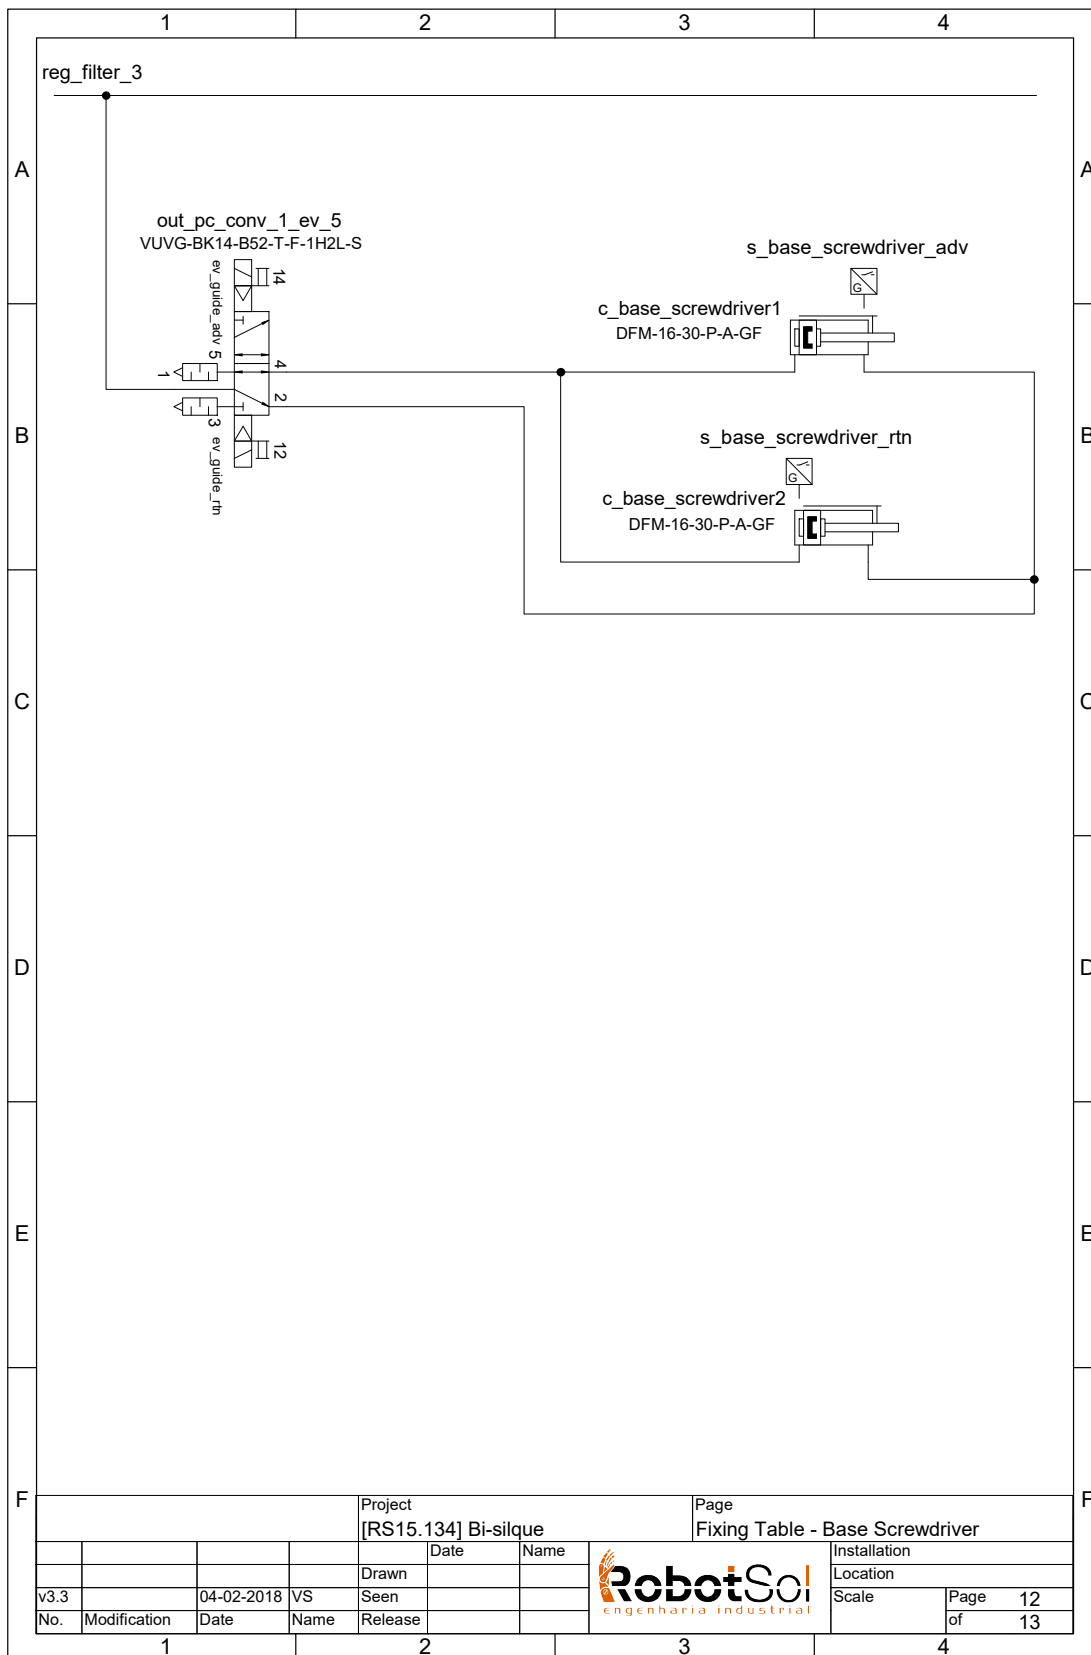 1 2 3 4
reg_filter_3
A A
out_pc_conv_1_ev_5
VUVG-BK14-B52-T-F-1H2L-S
s_base_screwdriver_adv
G
ev_guide_adv
14
c_base_screwdriver1
DFM-16-30-P-A-GF
5
4
1
2
3
12
ev_guide_rtn
B B
s_base_screwdriver_rtn
G
c_base_screwdriver2
DFM-16-30-P-A-GF
C C
D D
E E
F F
Project
[RS15.134] Bi-silque
Page
Fixing Table - Base Screwdriver
Date Name
Drawn
v3.3 04-02-2018 VS Seen
No. Modification Date Name Release
RobotSol
engenharia industrial
Installation
Location
Scale
Page 12
of 13
1 2 3 4